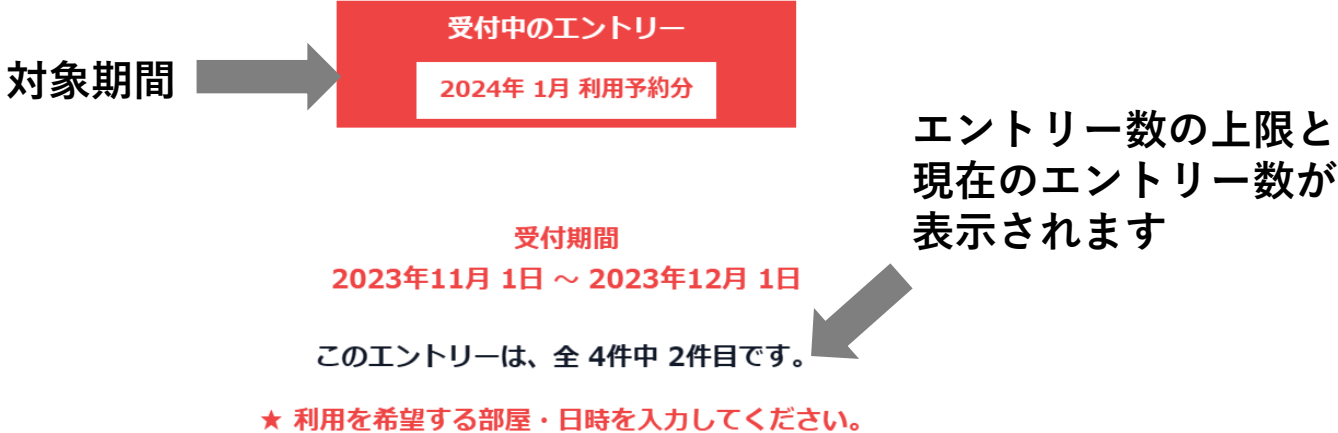 受付中のエントリー
対象期間
2024年 1月 利用予約分
エントリー数の上限と
現在のエントリー数が
表示されます
受付期間
2023年11月 1日 ～ 2023年12月 1日
このエントリーは、全 4件中 2件目です。
★ 利用を希望する部屋・日時を入力してください。